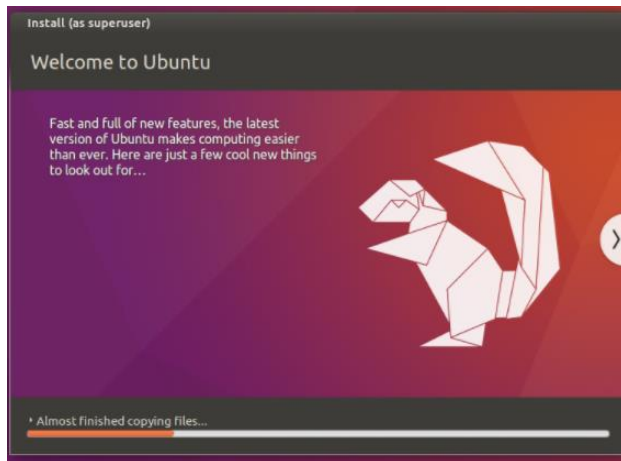 Install (as superuser)
Welcome to Ubuntu
Fast and full of new features, the latest
version of Ubuntu makes computing easier
than ever. Here are just a few cool new things
to look out for...
Almost finished copying files...